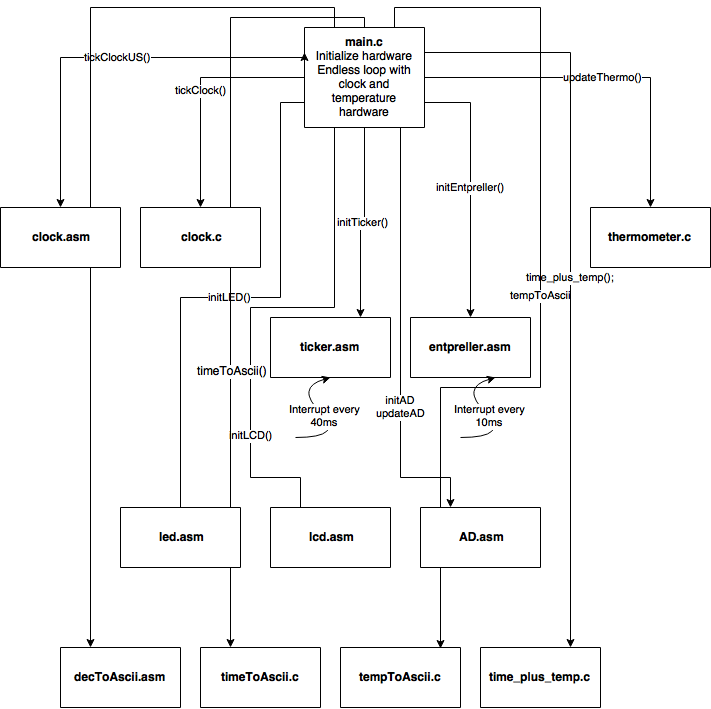 main.c
Initialize hardware
Endless loop with
clock and
temperature
hardware
tickClockUS()
tickClock()
updateThermo()
initEntpreller()
initTicker()
clock.asm
clock.c
thermometer.c
time_plus_temp();
tempToAscii
initLED()
ticker.asm
entpreller.asm
timeToAscii()
initAD
updateAD
Interrupt every
40ms
Interrupt every
10ms
initLCD()
led.asm
lcd.asm
AD.asm
decToAscii.asm
timeToAscii.c
tempToAscii.c
time_plus_temp.c